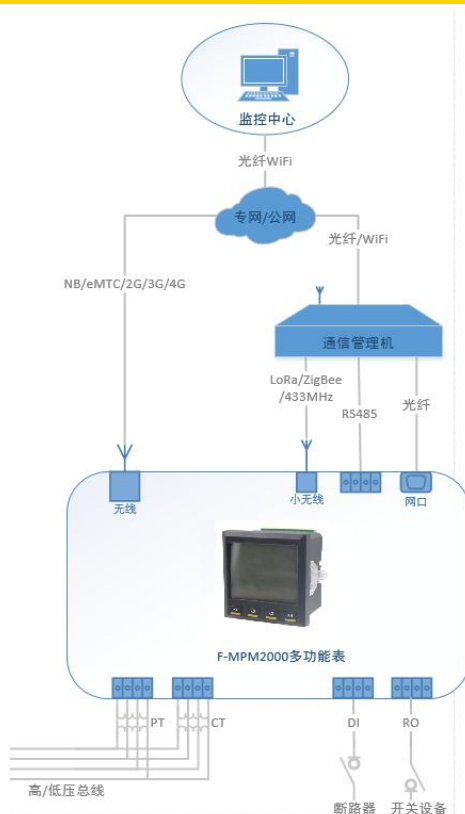 监控中心
光纤WiFi
专网/公网
光纤/WiFi
NB/eMTC/2G/3G/4G
通信管理机
LoRa/ZigBee
/433MHz
RS485
光纤
无线
小无线
网口
F-MPM2000多功能表
PT
CT
DI
RO
高/低压总线
断路器
开关设备